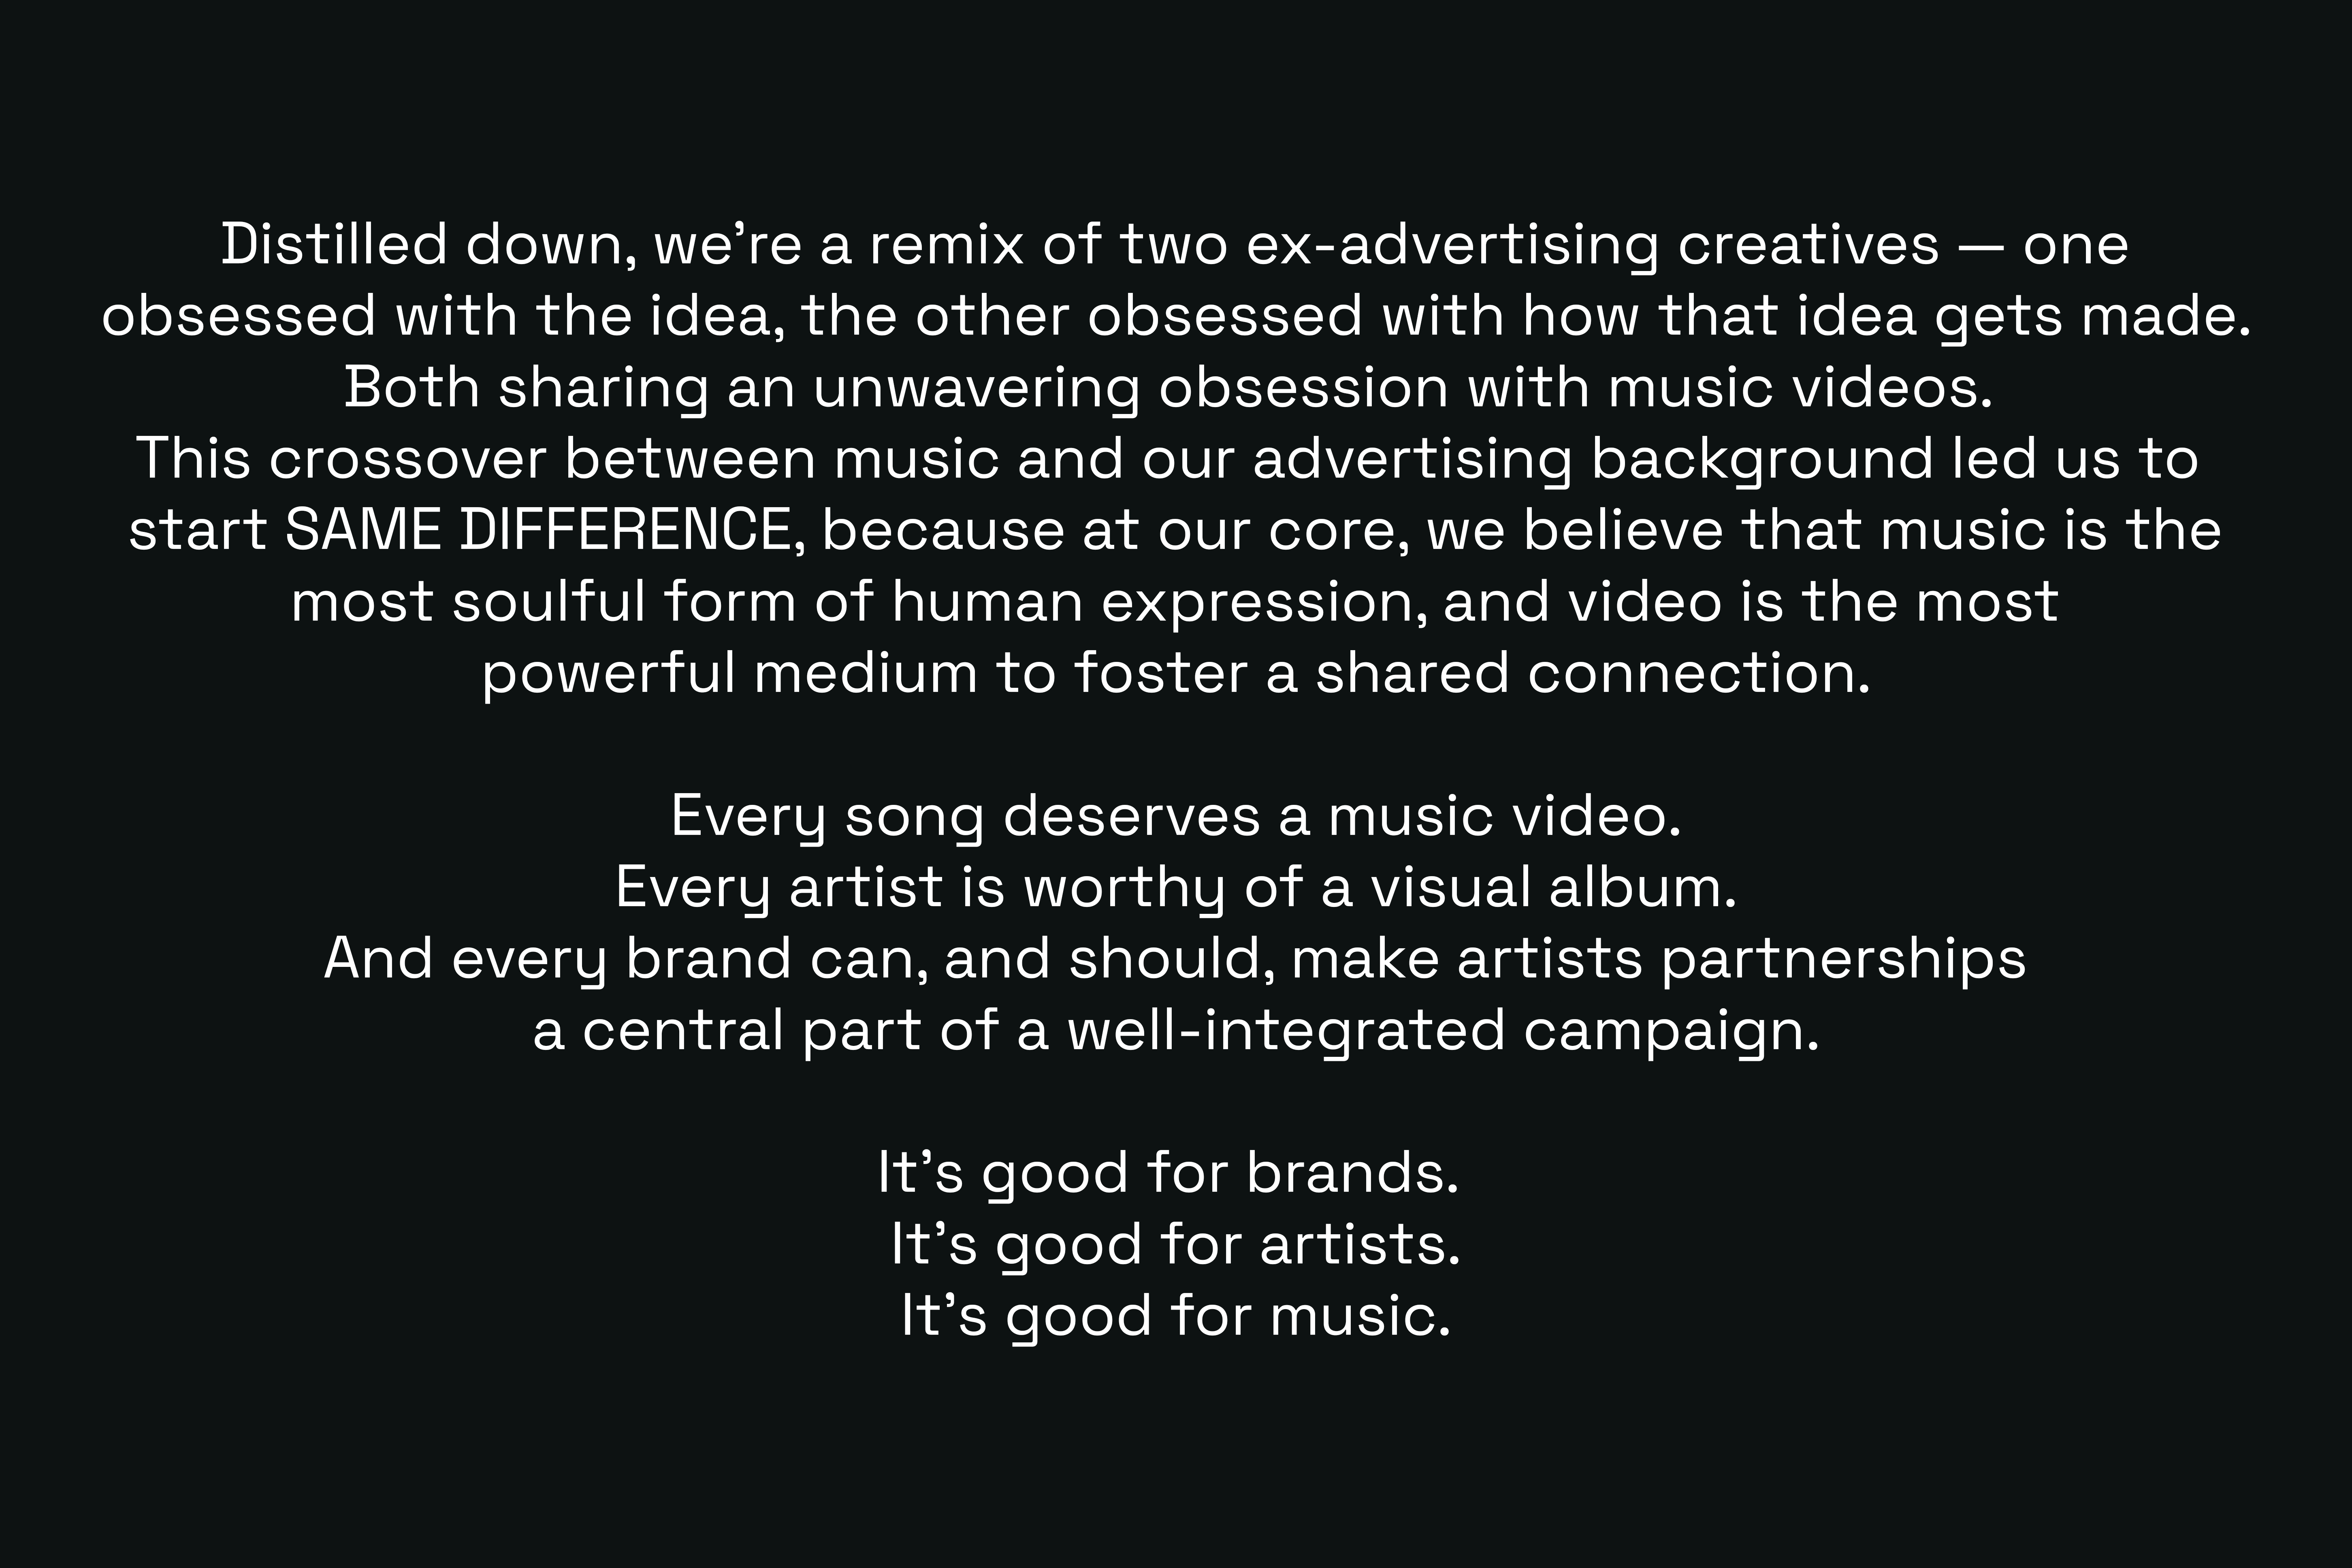 Distilled down, we’re a remix of two ex-advertising creatives — one
obsessed with the idea, the other obsessed with how that idea gets made.
Both sharing an unwavering obsession with music videos.
This crossover between music and our advertising background led us to
start SAME DIFFERENCE, because at our core, we believe that music is the
most soulful form of human expression, and video is the most
powerful medium to foster a shared connection.
Every song deserves a music video.
Every artist is worthy of a visual album.
And every brand can, and should, make artists partnerships
a central part of a well-integrated campaign.
It’s good for brands.
It’s good for artists.
It’s good for music.